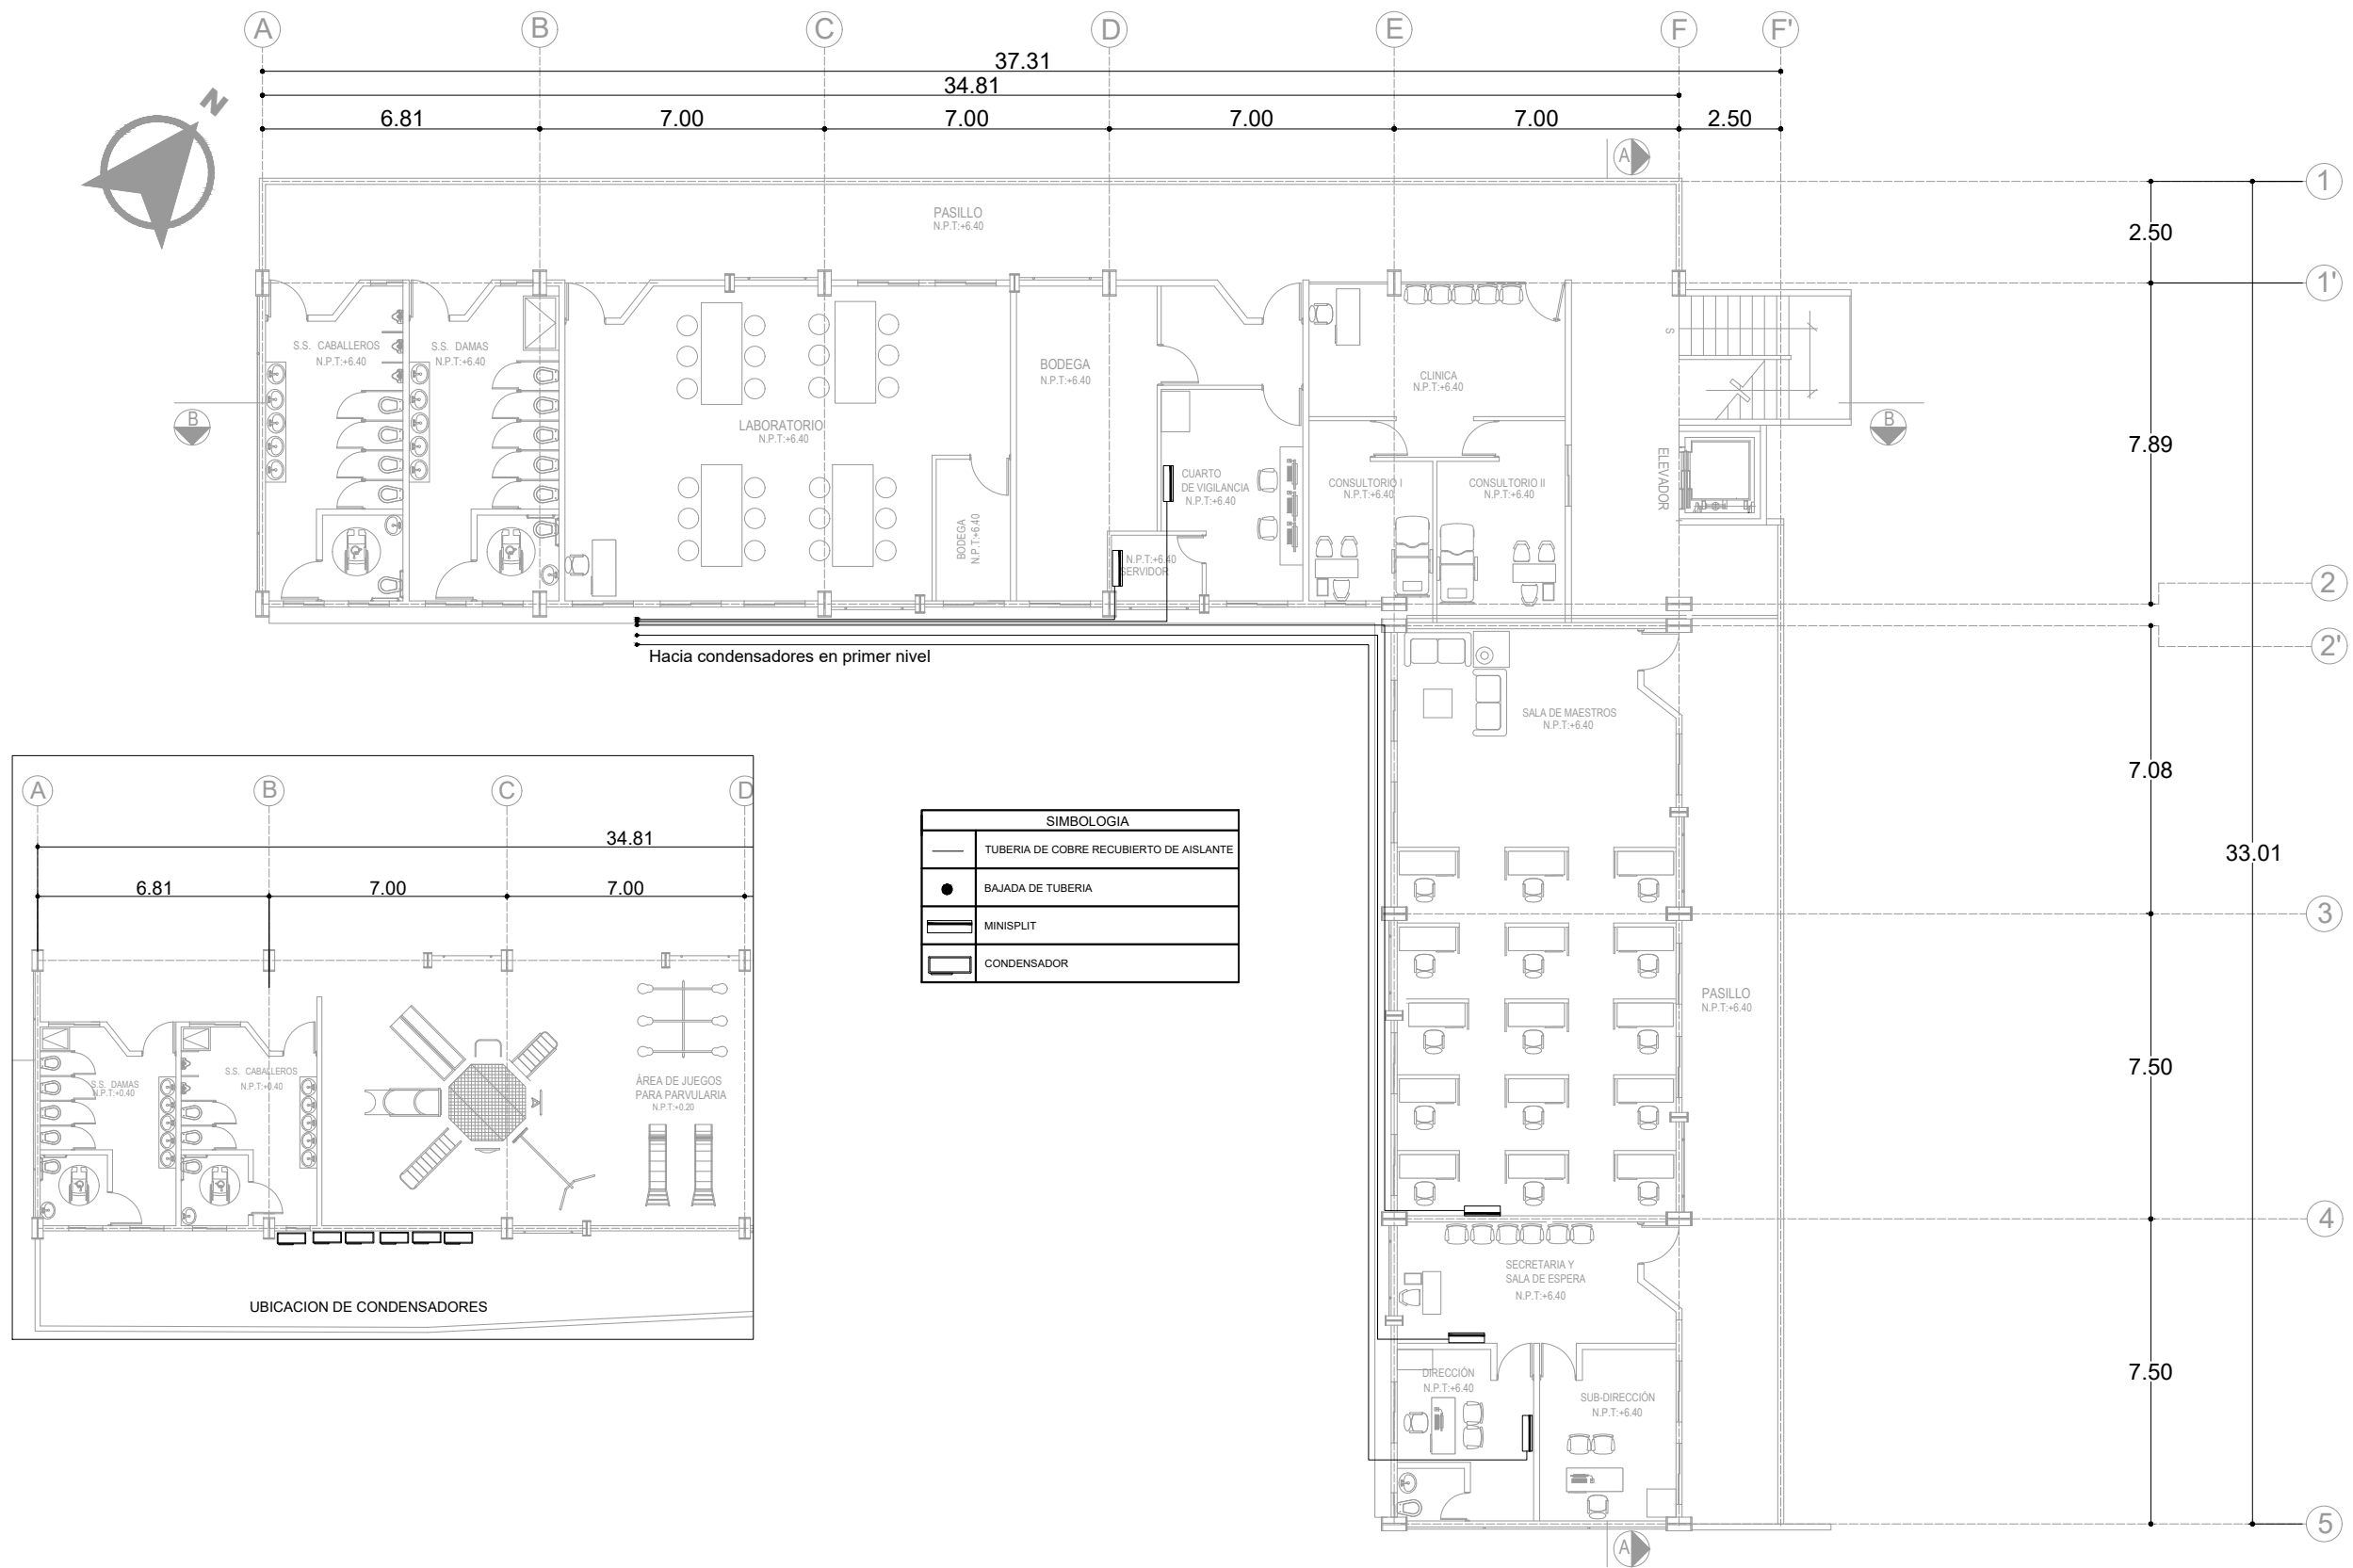 A
B
C
D
E
F
F'
37.31
34.81
6.81
7.00
7.00
7.00
7.00
2.50
N
A
1
PASILLO
N.P.T:+6.40
2.50
1'
S
S.S. CABALLEROS
N.P.T:+6.40
S.S. DAMAS
N.P.T:+6.40
BODEGA
N.P.T:+6.40
CLINICA
N.P.T:+6.40
B
LABORATORIO
N.P.T:+6.40
B
7.89
ELEVADOR
CUARTO
DE VIGILANCIA
N.P.T:+6.40
CONSULTORIO I
N.P.T:+6.40
CONSULTORIO II
N.P.T:+6.40
BODEGA
N.P.T:+6.40
N.P.T:+6.40
SERVIDOR
2
2'
Hacia condensadores en primer nivel
SALA DE MAESTROS
N.P.T:+6.40
7.08
33.01
3
PASILLO
N.P.T:+6.40
7.50
4
SECRETARIA Y
SALA DE ESPERA
N.P.T:+6.40
DIRECCIÓN
N.P.T:+6.40
SUB-DIRECCIÓN
N.P.T:+6.40
7.50
5
A
SIMBOLOGIA
TUBERIA DE COBRE RECUBIERTO DE AISLANTE
BAJADA DE TUBERIA
MINISPLIT
CONDENSADOR
A
B
C
D
34.81
6.81
7.00
7.00
S.S. DAMAS
N.P.T:+0.40
S.S. CABALLEROS
N.P.T:+0.40
ÁREA DE JUEGOS
PARA PARVULARIA
N.P.T:+0.20
UBICACION DE CONDENSADORES